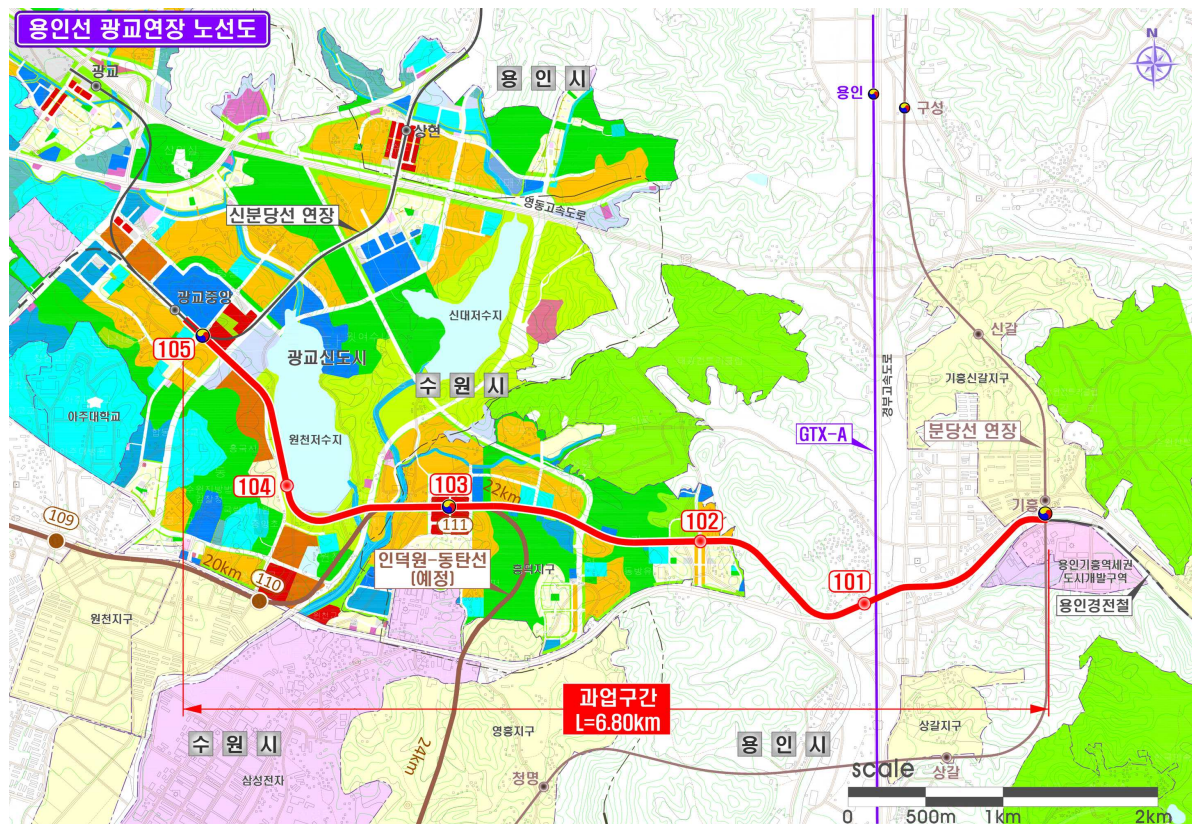 용인선 광교연장 노선도
N
광교
용인시
용인
구성
상현
영동고속도로
신분당선 연장
광교중앙
신대저수지
신갈
105
광교신도시
경부고속도로
기흥신갈지구
수원시
아주대학교
원천저수지
GTX-A
분당선 연장
104
103
22km
기흥
109
111
102
20km
인덕원-동탄선
(예정)
흥덕지구
용인기흥역세권
도시개발구역
101
110
용인경전철
원천지구
과업구간
L=6.80km
영흥지구
상갈지구
수원시
용인시
24km
삼성전자
청명
상갈
scale
0
500m
1km
2km